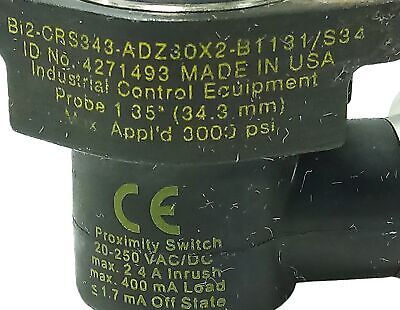 Bi2-CRS343-ADZ30X2-B1131/S34
ID No. 4271493 MADE IN USA
Industrial Control Equipment
Probe 1.35" (34.3 mm)
Max Appl'd 3000 psi
CE
Proximity Switch
20-250 VAC/DC
max. 2.4 A Inrush
max. 400 mA Load
≤1.7 mA Off State